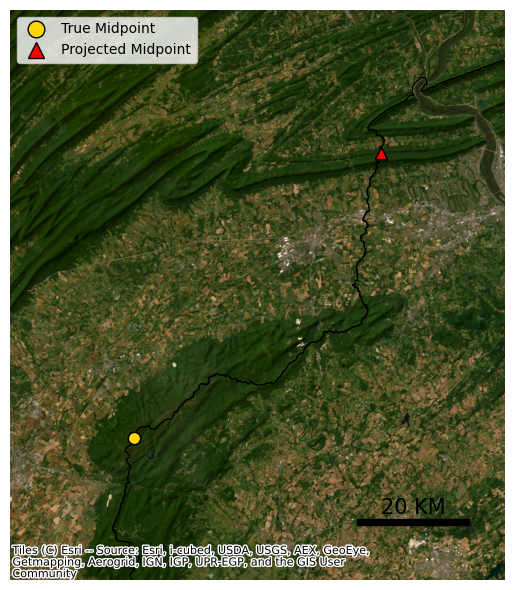 True Midpoint
Projected Midpoint
20 KM
Tiles (C) Esri -- Source: Esri, i-cubed, USDA, USGS, AEX, GeoEye,
Getmapping, Aerogrid, IGN, IGP, UPR-EGP, and the GIS User
Community